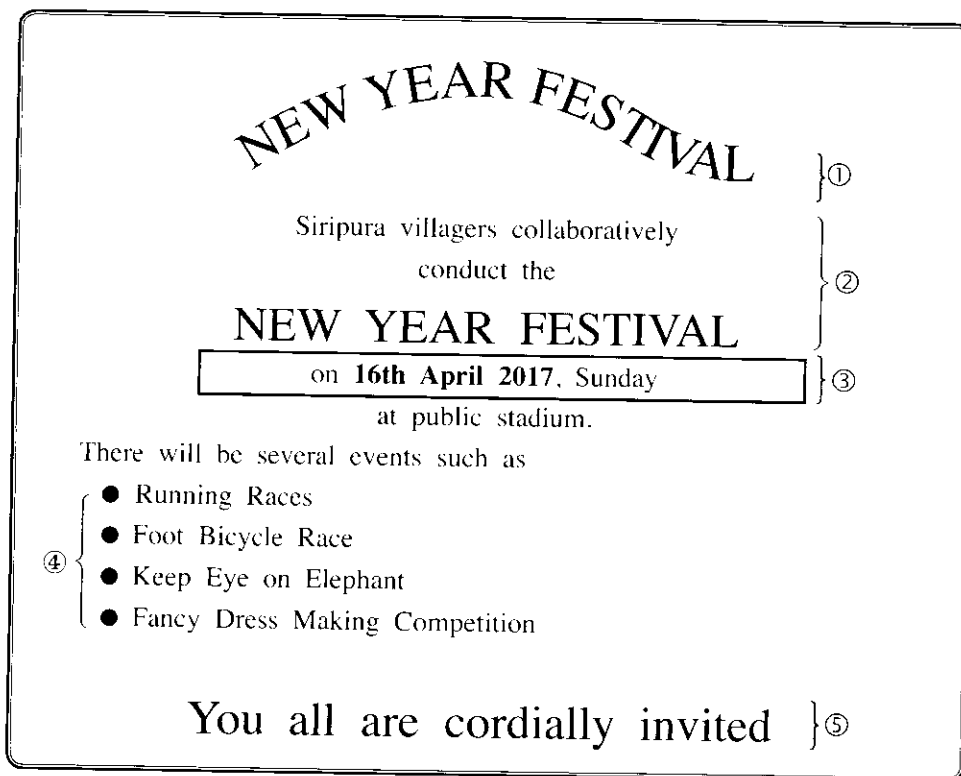 NEW YEAR FESTIVAL
①
Siripura villagers collaboratively
conduct the
②
NEW YEAR FESTIVAL
on 16th April 2017, Sunday
③
at public stadium.
There will be several events such as
● Running Races
● Foot Bicycle Race
④
● Keep Eye on Elephant
● Fancy Dress Making Competition
You all are cordially invited
⑤